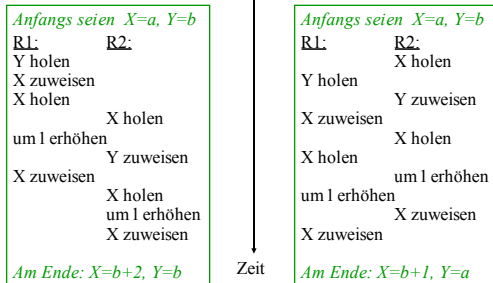 Anfangs seien X=a, Y=b
R1: R2:
Y holen
X zuweisen
X holen
X holen
um 1 erhöhen
Y zuweisen
X zuweisen
X holen
um 1 erhöhen
X zuweisen
Am Ende: X=b+2, Y=b
Zeit
Anfangs seien X=a, Y=b
R1: R2:
X holen
Y holen
Y zuweisen
X zuweisen
X holen
X holen
um 1 erhöhen
um 1 erhöhen
X zuweisen
X zuweisen
Am Ende: X=b+1, Y=a